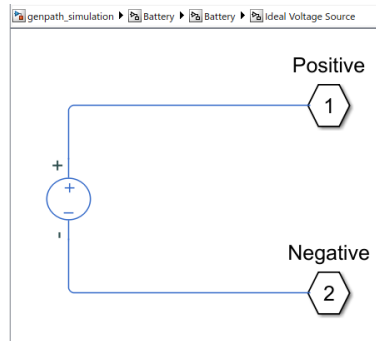 genpath_simulation ▶ Battery ▶ Battery ▶ Ideal Voltage Source
Positive
1
+
+
−
-
Negative
2